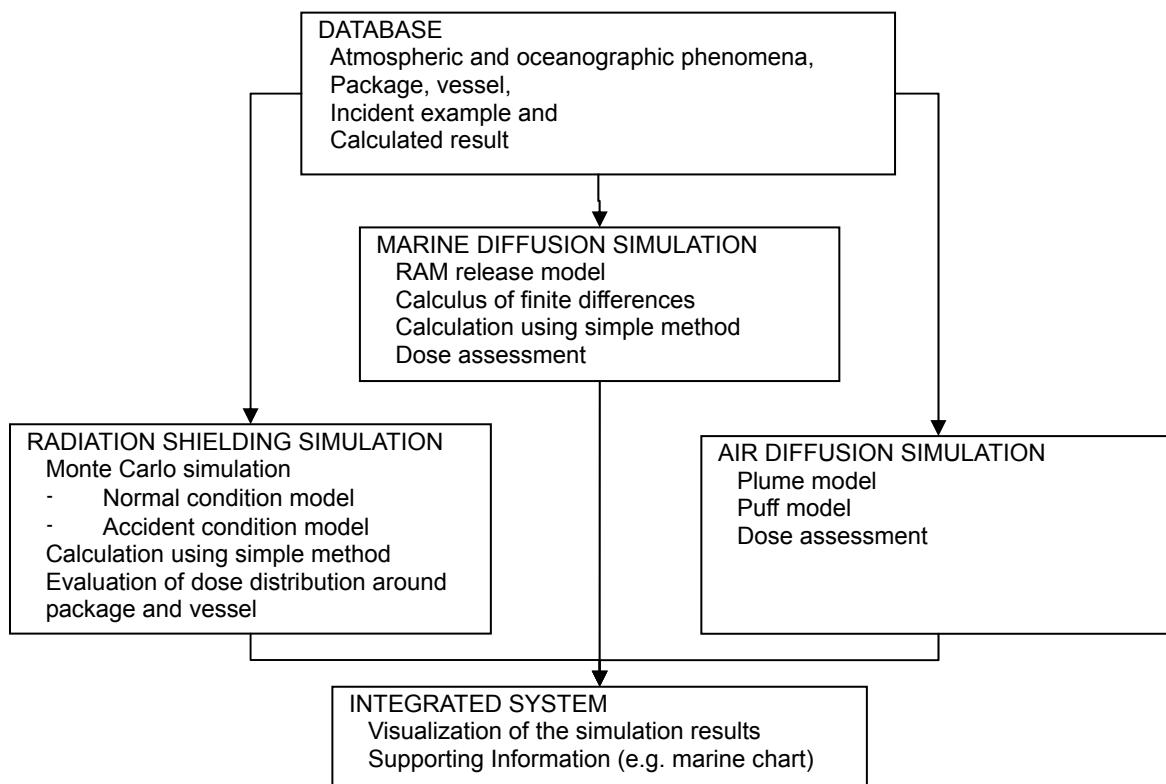 DATABASE
Atmospheric and oceanographic phenomena,
Package, vessel,
Incident example and
Calculated result
MARINE DIFFUSION SIMULATION
RAM release model
Calculus of finite differences
Calculation using simple method
Dose assessment
RADIATION SHIELDING SIMULATION
Monte Carlo simulation
- Normal condition model
- Accident condition model
Calculation using simple method
Evaluation of dose distribution around
package and vessel
AIR DIFFUSION SIMULATION
Plume model
Puff model
Dose assessment
INTEGRATED SYSTEM
Visualization of the simulation results
Supporting Information (e.g. marine chart)